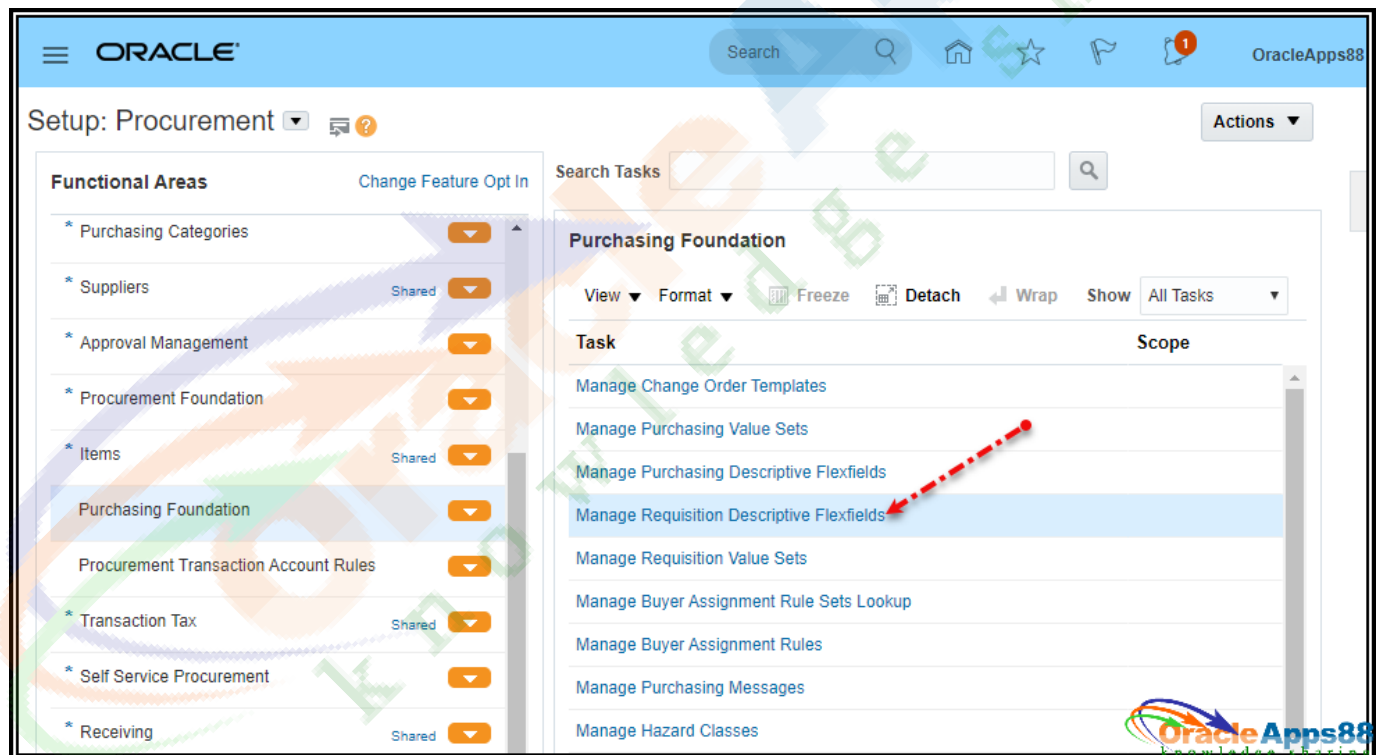 ORACLE
Search
1
OracleApps88
Setup: Procurement
?
Actions
Functional Areas
Change Feature Opt In
Search Tasks
* Purchasing Categories
* Suppliers Shared
* Approval Management
* Procurement Foundation
* Items Shared
Purchasing Foundation
Procurement Transaction Account Rules
* Transaction Tax Shared
* Self Service Procurement
* Receiving Shared
Purchasing Foundation
View Format Freeze Detach Wrap Show All Tasks
Task Scope
Manage Change Order Templates
Manage Purchasing Value Sets
Manage Purchasing Descriptive Flexfields
Manage Requisition Descriptive Flexfields
Manage Requisition Value Sets
Manage Buyer Assignment Rule Sets Lookup
Manage Buyer Assignment Rules
Manage Purchasing Messages
Manage Hazard Classes
OracleApps88
knowledge sharing